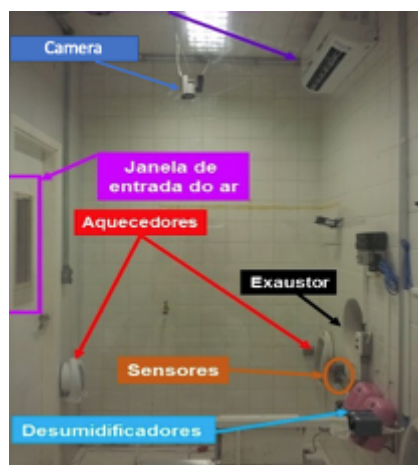 Camera
Janela de
entrada do ar
Aquecedores
Exaustor
Sensores
Desumidificadores